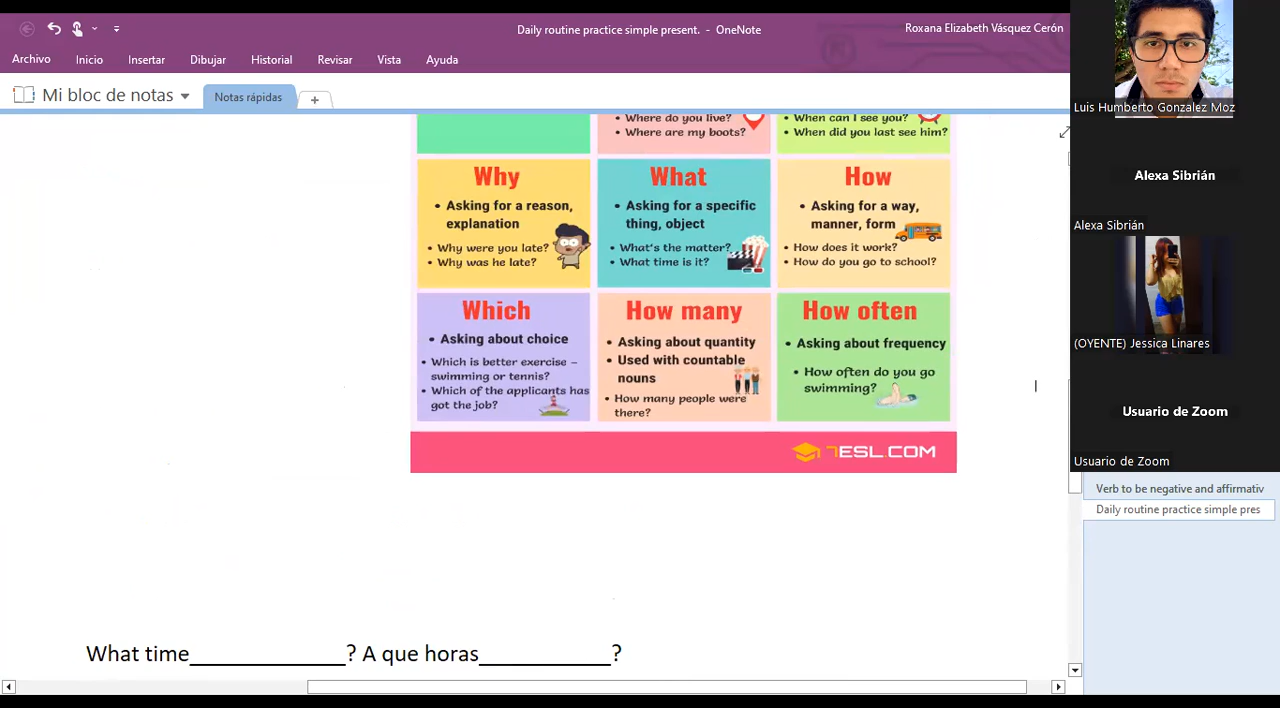 Daily routine practice simple present. - OneNote
Roxana Elizabeth Vásquez Cerón
Archivo Inicio Insertar Dibujar Historial Revisar Vista Ayuda
Mi bloc de notas Notas rápidas +
• Where do you live?
• Where are my boots?
• When can I see you?
• When did you last see him?
Why
• Asking for a reason,
explanation
• Why were you late?
• Why was he late?
What
• Asking for a specific
thing, object
• What's the matter?
• What time is it?
How
• Asking for a way,
manner, form
• How does it work?
• How do you go to school?
Which
• Asking about choice
• Which is better exercise –
swimming or tennis?
• Which of the applicants has
got the job?
How many
• Asking about quantity
• Used with countable
nouns
• How many people were
there?
How often
• Asking about frequency
• How often do you go
swimming?
7ESL.COM
What time______________? A que horas____________?
Luis Humberto Gonzalez Moz
Alexa Sibrián
Alexa Sibrián
(OYENTE) Jessica Linares
Usuario de Zoom
Usuario de Zoom
Verb to be negative and affirmativ
Daily routine practice simple pres